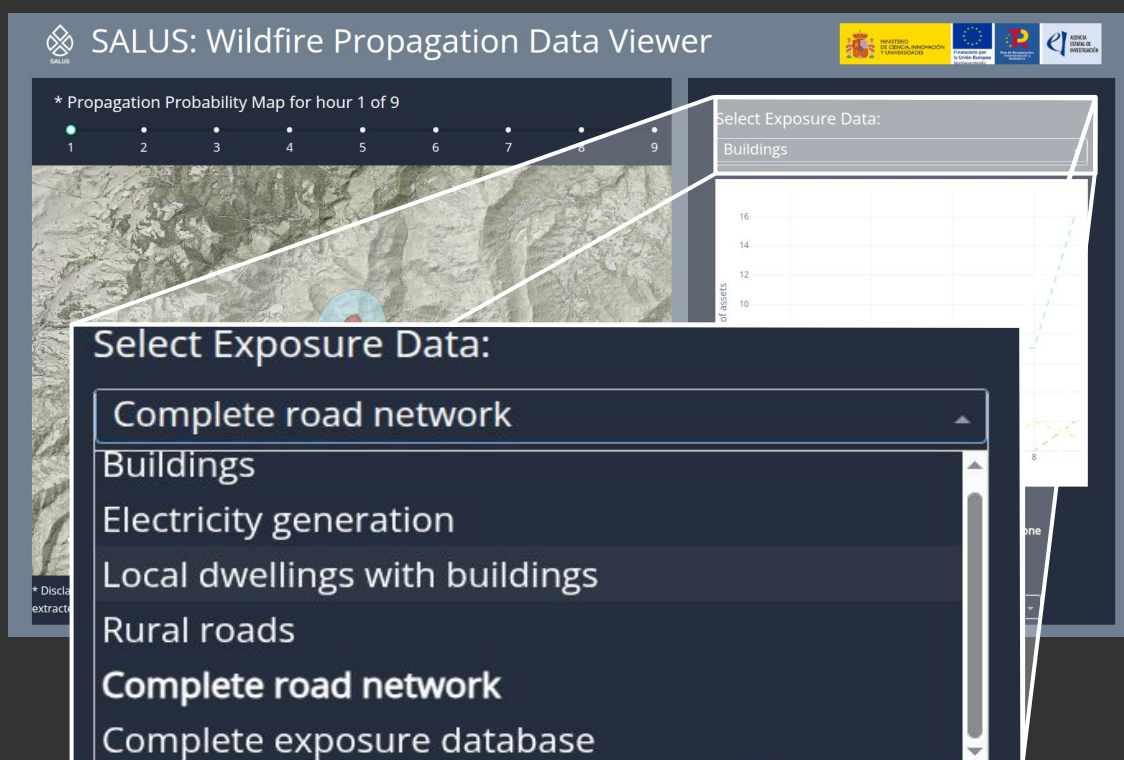 SALUS: Wildfire Propagation Data Viewer
SALUS
MINISTERIO
DE CIENCIA, INNOVACIÓN
Y UNIVERSIDADES
Financiado por
la Unión Europea
AGENCIA
ESTATAL DE
INVESTIGACIÓN
* Propagation Probability Map for hour 1 of 9
1 2 3 4 5 6 7 8 9
Select Exposure Data:
Buildings
16
14
12
10
of assets
8
one
* Discla
extracte
Select Exposure Data:
Complete road network
Buildings
Electricity generation
Local dwellings with buildings
Rural roads
Complete road network
Complete exposure database